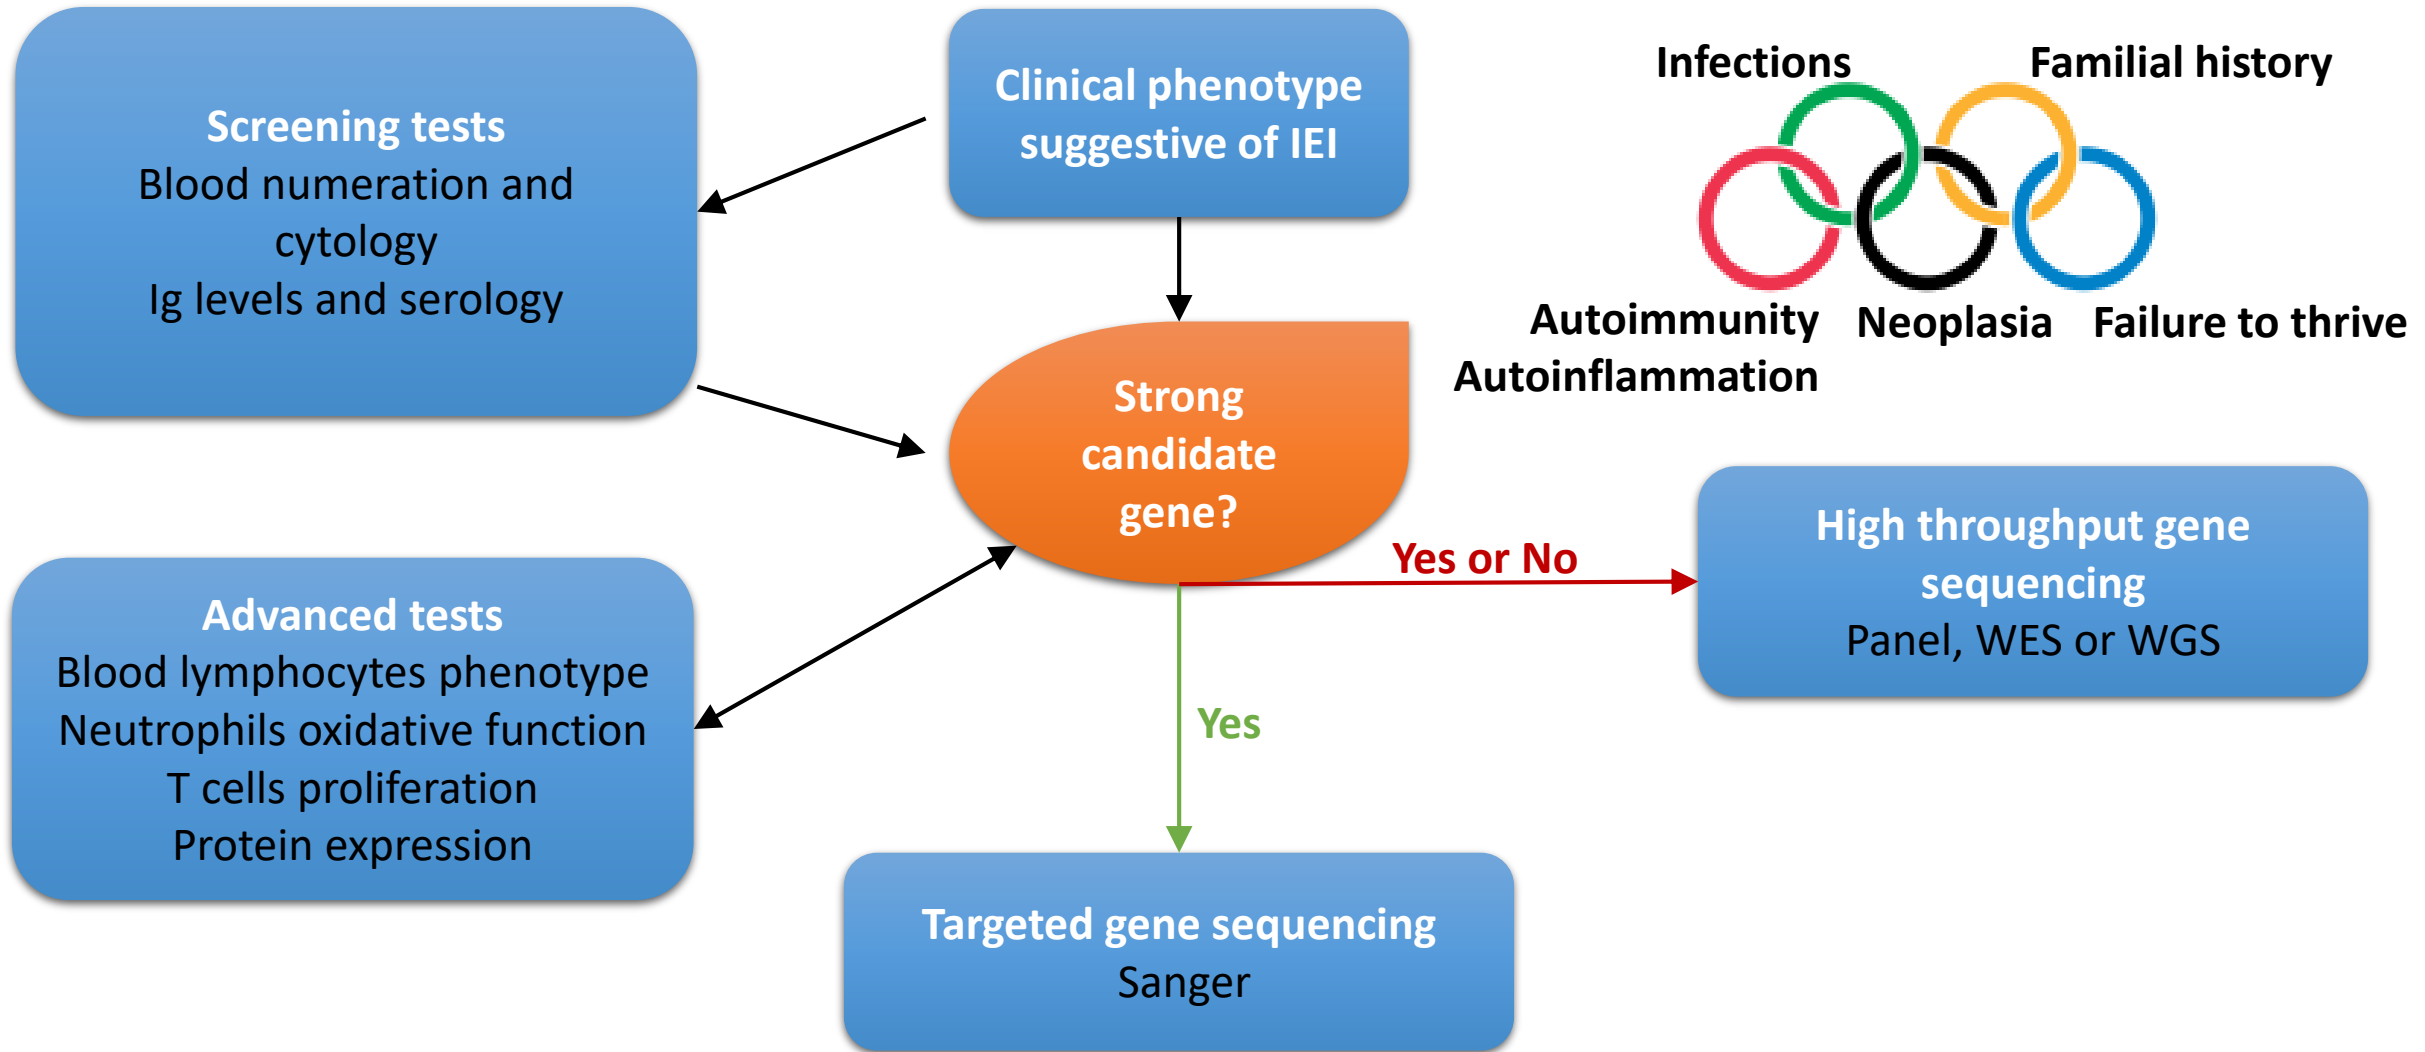 Screening tests
Blood numeration and
cytology
Ig levels and serology
Clinical phenotype
suggestive of IEI
Infections
Familial history
Autoimmunity
Autoinflammation
Neoplasia
Failure to thrive
Strong
candidate
gene?
Yes or No
High throughput gene
sequencing
Panel, WES or WGS
Advanced tests
Blood lymphocytes phenotype
Neutrophils oxidative function
T cells proliferation
Protein expression
Yes
Targeted gene sequencing
Sanger